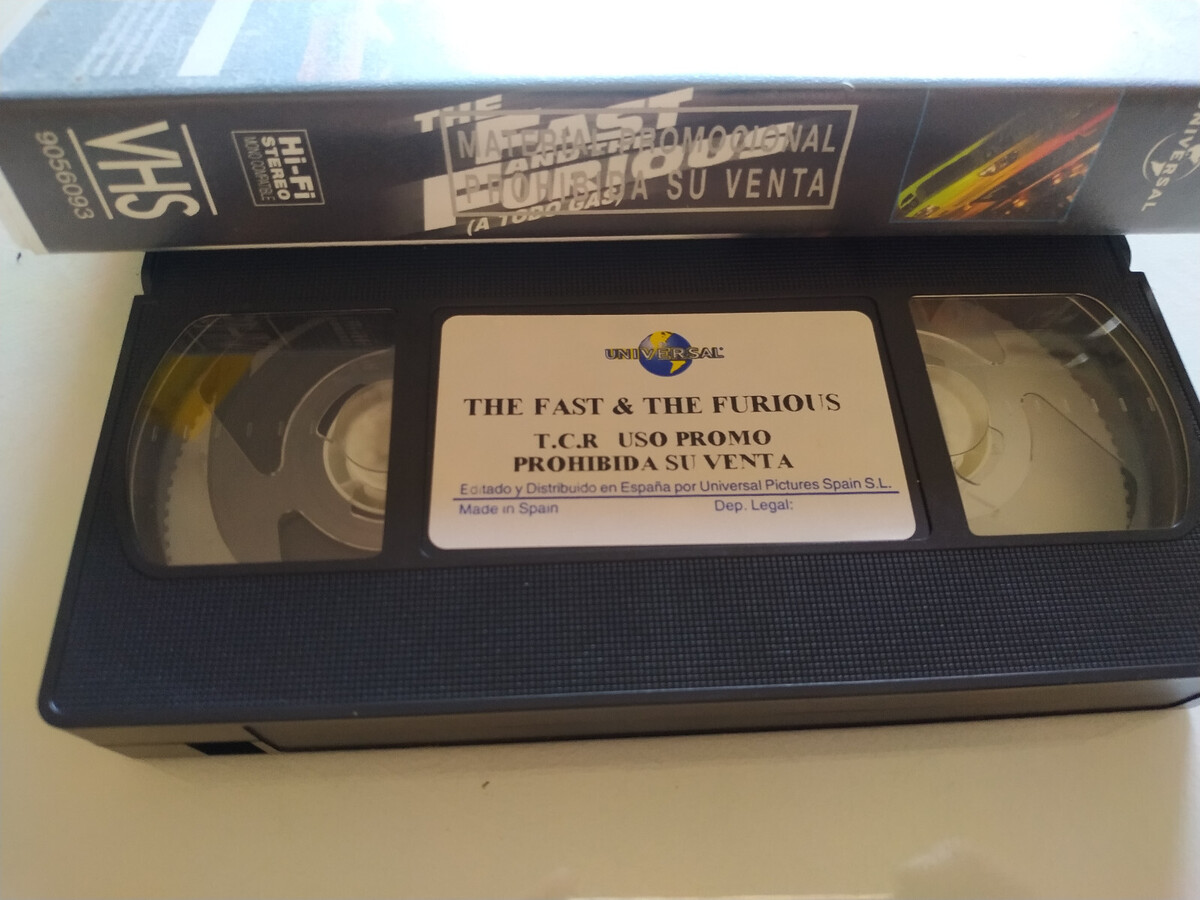 9056093
VHS
Hi-Fi
STEREO
MONO COMPATIBLE
THE
FAST
AND THE
FURIOUS
(A TODO GAS)
MATERIAL PROMOCIONAL
PROHIBIDA SU VENTA
UNIVERSAL
UNIVERSAL
THE FAST & THE FURIOUS
T.C.R USO PROMO
PROHIBIDA SU VENTA
Editado y Distribuido en España por Universal Pictures Spain S.L.
Made in Spain
Dep. Legal: